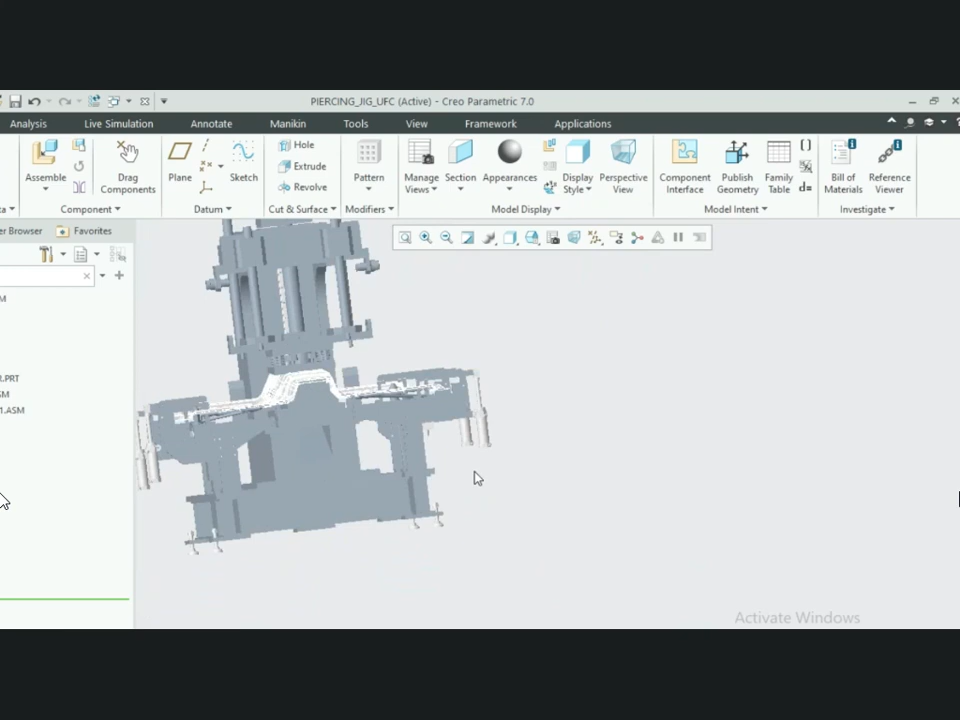 PIERCING_JIG_UFC (Active) - Creo Parametric 7.0
Analysis Live Simulation Annotate Manikin Tools View Framework Applications
Assemble Drag Components Plane Sketch Hole Extrude Revolve Pattern Manage Views Section Appearances Display Style Perspective View Component Interface Publish Geometry Family Table d= Bill of Materials Reference Viewer
Component Datum Cut & Surface Modifiers Model Display Model Intent Investigate
er Browser Favorites
M
.PRT
SM
1.ASM
Activate Windows